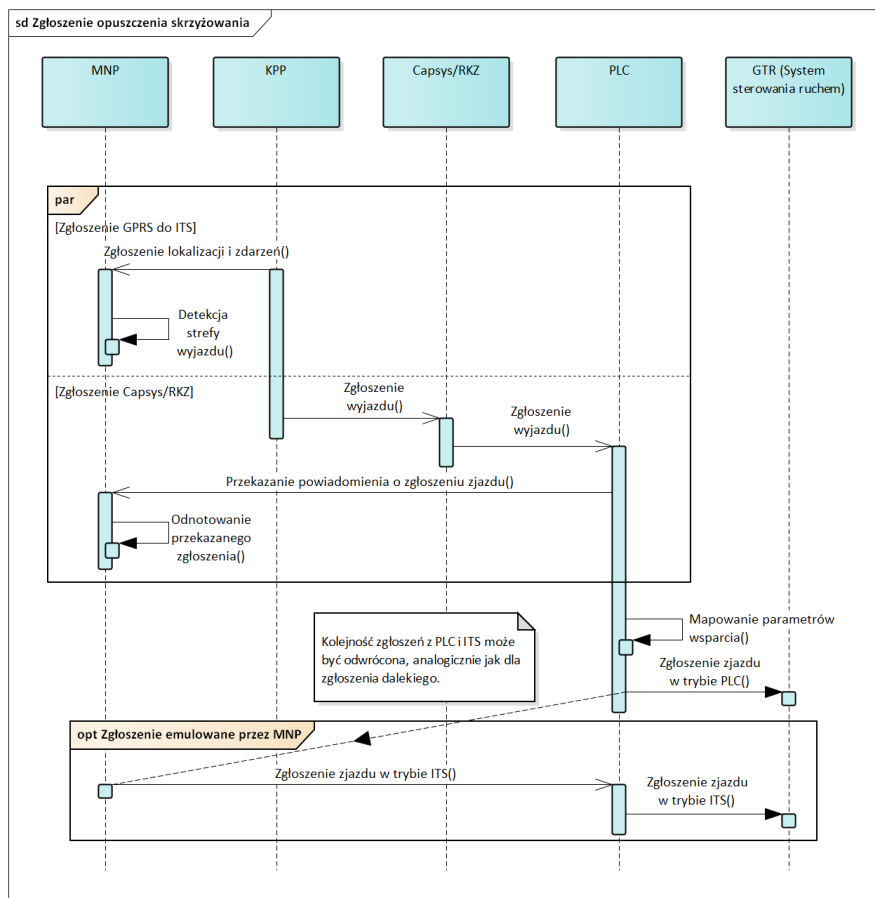 sd Zgłoszenie opuszczenia skrzyżowania
MNP
KPP
Capsys/RKZ
PLC
GTR (System
sterowania ruchem)
par
[Zgłoszenie GPRS do ITS]
Zgłoszenie lokalizacji i zdarzeń()
Detekcja
strefy
wyjazdu()
[Zgłoszenie Capsys/RKZ]
Zgłoszenie
wyjazdu()
Zgłoszenie
wyjazdu()
Przekazanie powiadomienia o zgłoszeniu zjazdu()
Odnotowanie
przekazanego
zgłoszenia()
Mapowanie parametrów
wsparcia()
Kolejność zgłoszeń z PLC i ITS może
być odwrócona, analogicznie jak dla
zgłoszenia dalekiego.
Zgłoszenie zjazdu
w trybie PLC()
opt Zgłoszenie emulowane przez MNP
Zgłoszenie zjazdu w trybie ITS()
Zgłoszenie zjazdu
w trybie ITS()